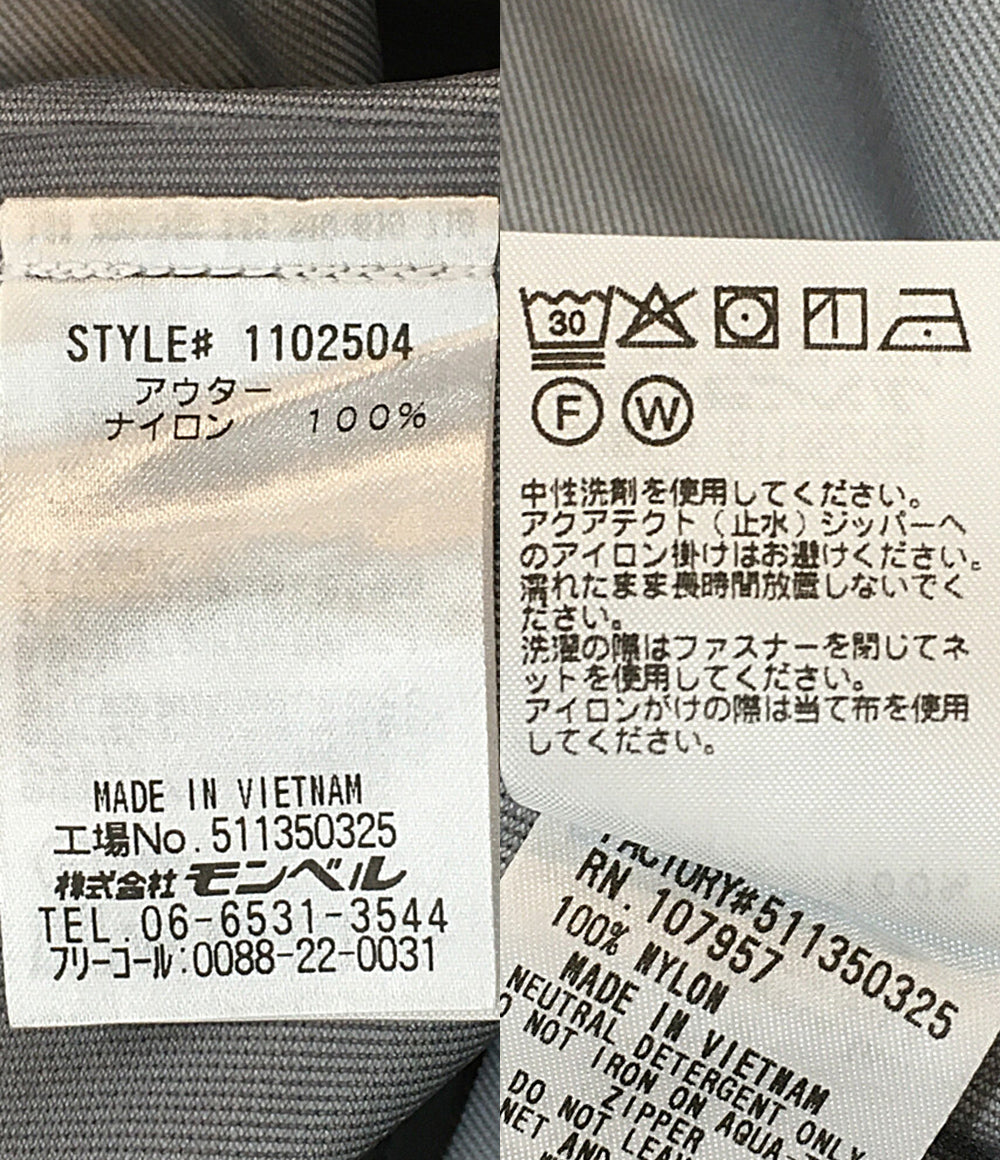 STYLE# 1102504
アウター
ナイロン 100%
MADE IN VIETNAM
工場No.511350325
株式会社 モンベル
TEL.06-6531-3544
フリーコール:0088-22-0031
30
F W
中性洗剤を使用してください。
アクアテクト(止水)ジッパーへ
のアイロン掛けはお避けください。
濡れたまま長時間放置しないでく
ださい。
洗濯の際はファスナーを閉じてネ
ットを使用してください。
アイロンがけの際は当て布を使用
してください。
FACTORY#511350325
RN. 107957
100% NYLON
MADE IN VIETNAM
NEUTRAL DETERGENT ONLY
NOT IRON ON AQUA-T
ZIPPER
DO NOT LEA
NET AND